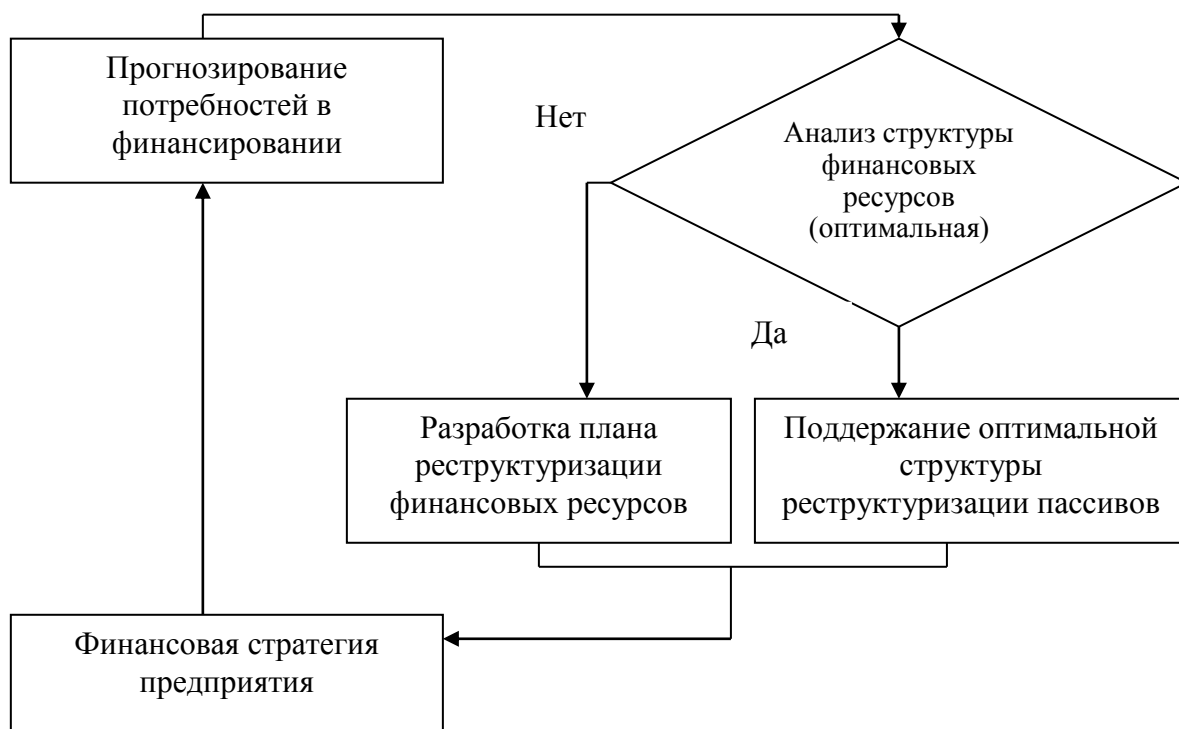 Прогнозирование
потребностей в
финансировании
Нет
Анализ структуры
финансовых
ресурсов
(оптимальная)
Да
Разработка плана
реструктуризации
финансовых ресурсов
Поддержание оптимальной
структуры
реструктуризации пассивов
Финансовая стратегия
предприятия